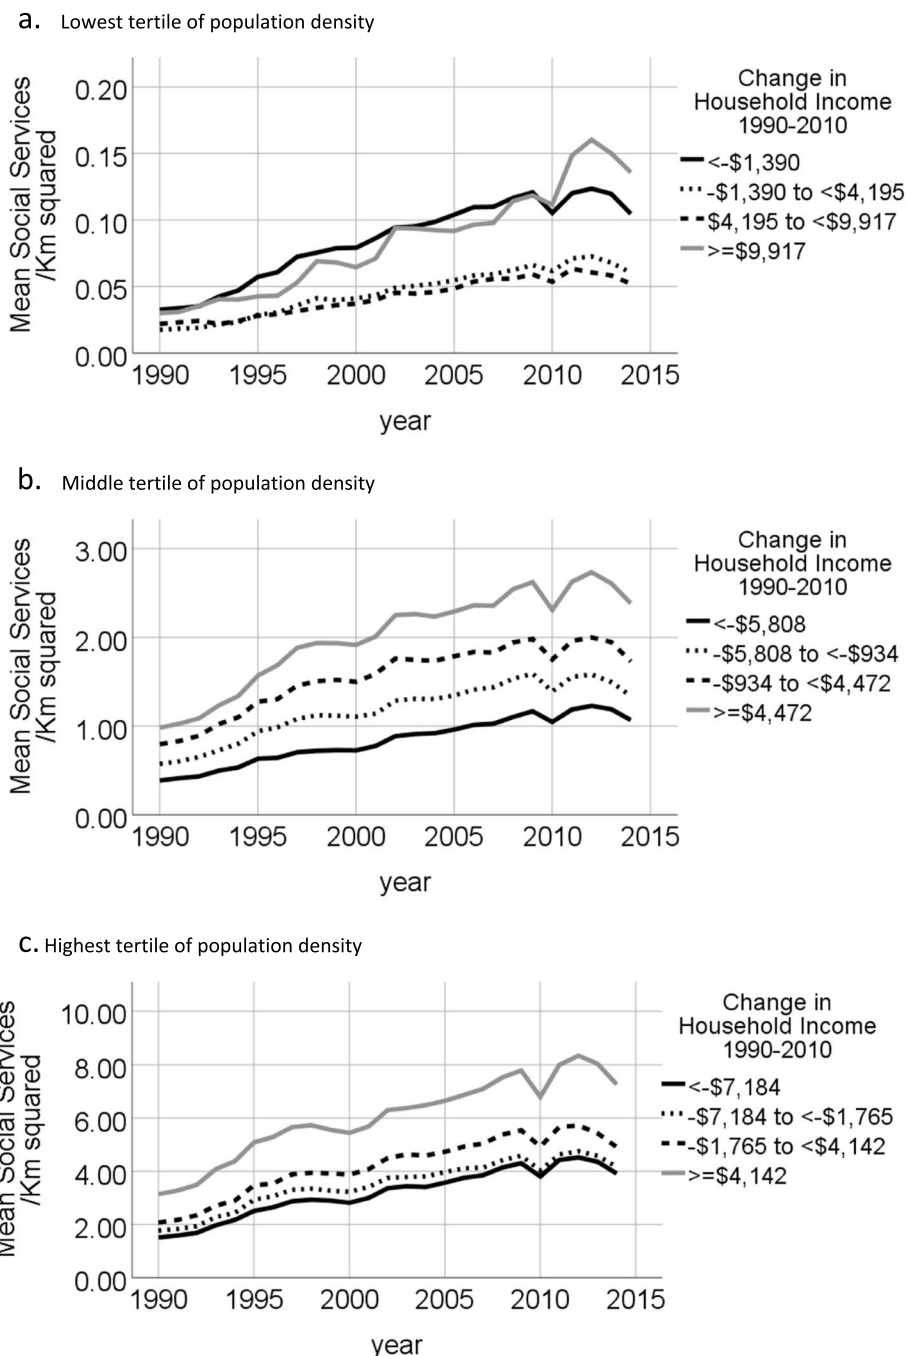 a. Lowest tertile of population density
Mean Social Services
/Km squared
0.20
0.15
0.10
0.05
0.00
1990 1995 2000 2005 2010 2015
year
Change in
Household Income
1990-2010
<-$1,390
-$1,390 to <$4,195
$4,195 to <$9,917
>=$9,917
b. Middle tertile of population density
Mean Social Services
/Km squared
3.00
2.00
1.00
0.00
1990 1995 2000 2005 2010 2015
year
Change in
Household Income
1990-2010
<-$5,808
-$5,808 to <-$934
-$934 to <$4,472
>=$4,472
c. Highest tertile of population density
Mean Social Services
/Km squared
10.00
8.00
6.00
4.00
2.00
0.00
1990 1995 2000 2005 2010 2015
year
Change in
Household Income
1990-2010
<-$7,184
-$7,184 to <-$1,765
-$1,765 to <$4,142
>=$4,142